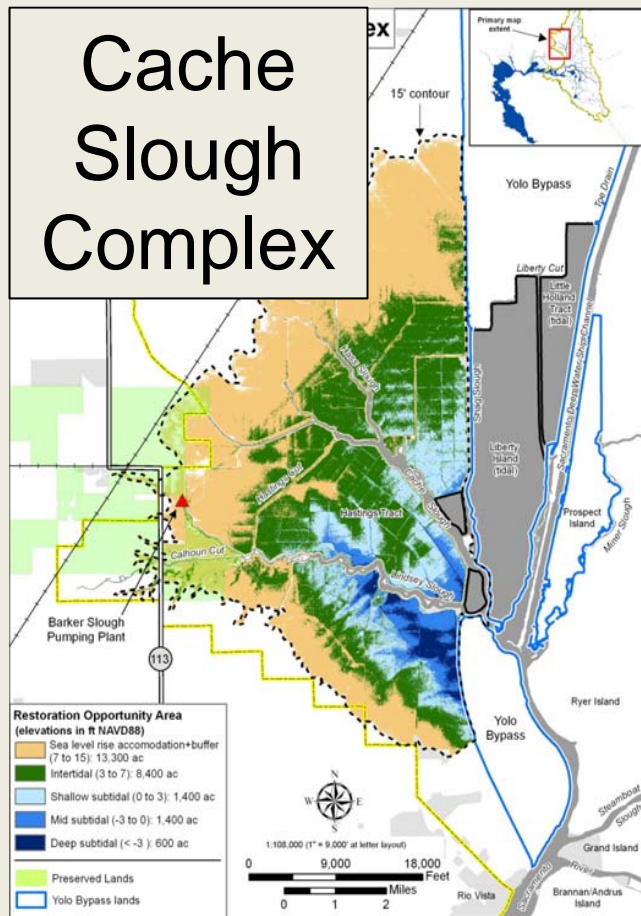 Cache
Slough
Complex
ex
Primary map
extent
15' contour
Yolo Bypass
Toe Drain
Liberty Cut
Little
Holland
Tract
(tidal)
Sacramento Deep Water Ship Channel
Haas Slough
Shag Slough
Liberty
Island
(tidal)
Cache Slough
Hastings Cut
Hastings Tract
Prospect
Island
Miner Slough
Calhoun Cut
Lindsey Slough
Barker Slough
Pumping Plant
113
Ryer Island
Yolo
Bypass
Restoration Opportunity Area
(elevations in ft NAVD88)
Sea level rise accomodation+buffer
(7 to 15): 13,300 ac
Intertidal (3 to 7): 8,400 ac
Shallow subtidal (0 to 3): 1,400 ac
Mid subtidal (-3 to 0): 1,400 ac
Deep subtidal (< -3 ): 600 ac
Preserved Lands
Yolo Bypass lands
N
W E
S
1:108,000 (1" = 9,000' at letter layout)
0 9,000 18,000
Feet
Miles
0 1 2
Steamboat
Slough
Grand Island
Sacramento River
Rio Vista
Brannan/Andrus
Island